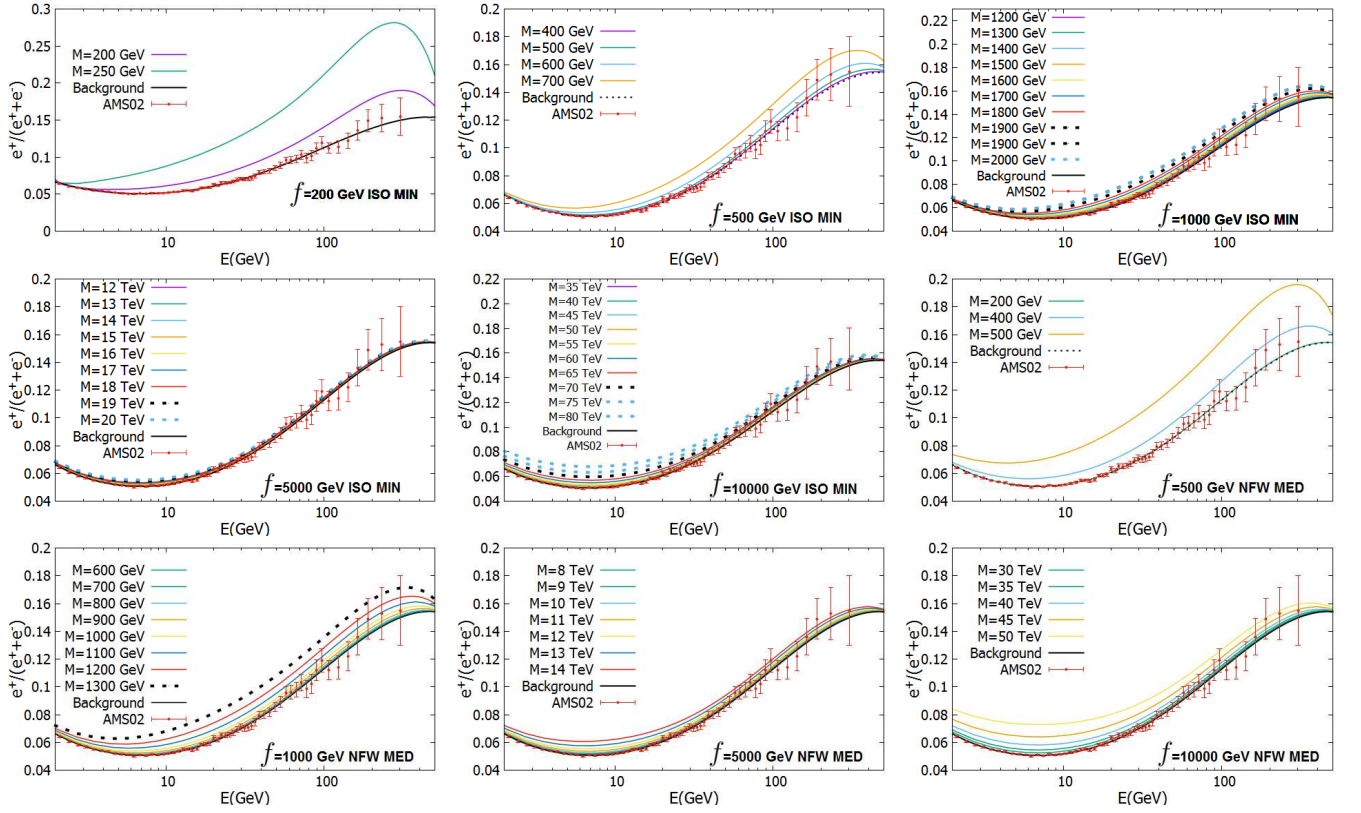 0.3
0.25
0.2
0.15
0.1
0.05
0
e⁺/(e⁺+e⁻)
M=200 GeV
M=250 GeV
Background
AMS02
f=200 GeV ISO MIN
10
100
E(GeV)
0.2
0.18
0.16
0.14
0.12
0.1
0.08
0.06
0.04
e⁺/(e⁺+e⁻)
M=400 GeV
M=500 GeV
M=600 GeV
M=700 GeV
Background
AMS02
f=500 GeV ISO MIN
10
100
E(GeV)
0.22
0.2
0.18
0.16
0.14
0.12
0.1
0.08
0.06
0.04
e⁺/(e⁺+e⁻)
M=1200 GeV
M=1300 GeV
M=1400 GeV
M=1500 GeV
M=1600 GeV
M=1700 GeV
M=1800 GeV
M=1900 GeV
M=1900 GeV
M=2000 GeV
Background
AMS02
f=1000 GeV ISO MIN
10
100
E(GeV)
0.2
0.18
0.16
0.14
0.12
0.1
0.08
0.06
0.04
e⁺/(e⁺+e⁻)
M=12 TeV
M=13 TeV
M=14 TeV
M=15 TeV
M=16 TeV
M=17 TeV
M=18 TeV
M=19 TeV
M=20 TeV
Background
AMS02
f=5000 GeV ISO MIN
10
100
E(GeV)
0.22
0.2
0.18
0.16
0.14
0.12
0.1
0.08
0.06
0.04
e⁺/(e⁺+e⁻)
M=35 TeV
M=40 TeV
M=45 TeV
M=50 TeV
M=55 TeV
M=60 TeV
M=65 TeV
M=70 TeV
M=75 TeV
M=80 TeV
Background
AMS02
f=10000 GeV ISO MIN
10
100
E(GeV)
0.2
0.18
0.16
0.14
0.12
0.1
0.08
0.06
0.04
e⁺/(e⁺+e⁻)
M=200 GeV
M=400 GeV
M=500 GeV
Background
AMS02
f=500 GeV NFW MED
10
100
E(GeV)
0.2
0.18
0.16
0.14
0.12
0.1
0.08
0.06
0.04
e⁺/(e⁺+e⁻)
M=600 GeV
M=700 GeV
M=800 GeV
M=900 GeV
M=1000 GeV
M=1100 GeV
M=1200 GeV
M=1300 GeV
Background
AMS02
f=1000 GeV NFW MED
10
100
E(GeV)
0.2
0.18
0.16
0.14
0.12
0.1
0.08
0.06
0.04
e⁺/(e⁺+e⁻)
M=8 TeV
M=9 TeV
M=10 TeV
M=11 TeV
M=12 TeV
M=13 TeV
M=14 TeV
Background
AMS02
f=5000 GeV NFW MED
10
100
E(GeV)
0.2
0.18
0.16
0.14
0.12
0.1
0.08
0.06
0.04
e⁺/(e⁺+e⁻)
M=30 TeV
M=35 TeV
M=40 TeV
M=45 TeV
M=50 TeV
Background
AMS02
f=10000 GeV NFW MED
10
100
E(GeV)